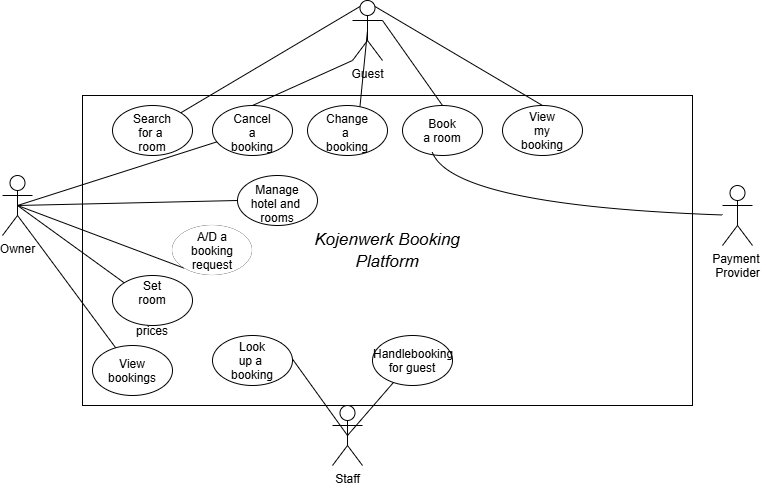 Guest
Search
for a
room
Cancel
a
booking
Change
a
booking
Book
a room
View
my
booking
Manage
hotel and
rooms
Owner
A/D a
booking
request
Kojenwerk Booking
Platform
Payment
Provider
Set
room
prices
View
bookings
Look
up a
booking
Handlebooking
for guest
Staff